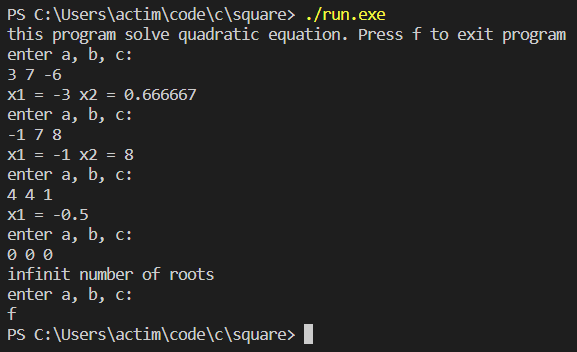 PS C:\Users\actim\code\c\square> ./run.exe
this program solve quadratic equation. Press f to exit program
enter a, b, c:
3 7 -6
x1 = -3 x2 = 0.666667
enter a, b, c:
-1 7 8
x1 = -1 x2 = 8
enter a, b, c:
4 4 1
x1 = -0.5
enter a, b, c:
0 0 0
infinit number of roots
enter a, b, c:
f
PS C:\Users\actim\code\c\square>